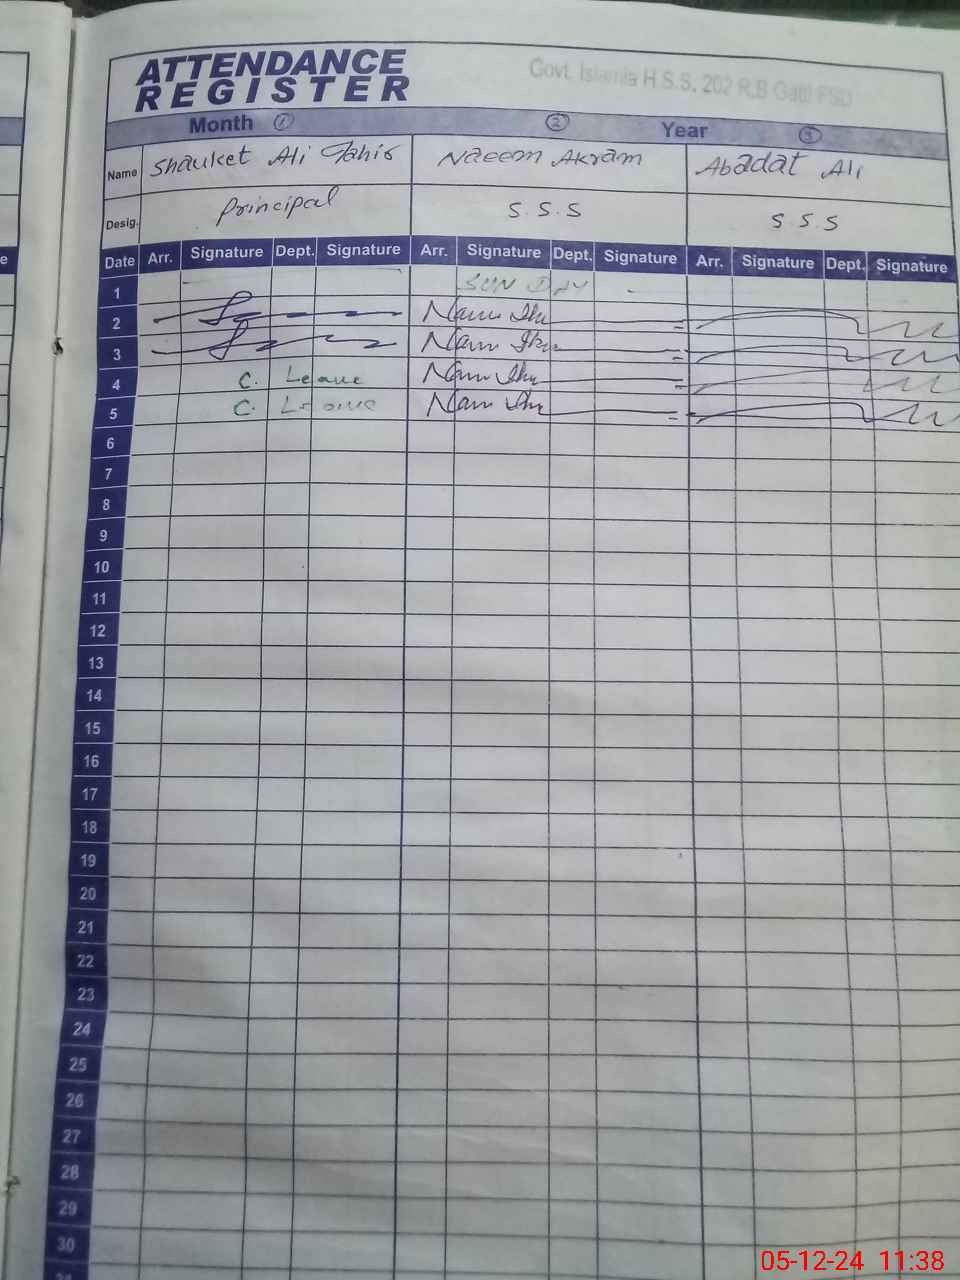 ATTENDANCE
REGISTER
Govt. Islamia H.S.S. 202 R.B Gatti FSD
Month ① ② Year ③
Name Shauket Ali Tahir Naeem Akram Abadat Ali
Desig. Principal S.S.S S.S.S
Date Arr. Signature Dept. Signature Arr. Signature Dept. Signature Arr. Signature Dept. Signature
1 SUN DAY
2
3
4 C. Leave
5 C. Leave
6
7
8
9
10
11
12
13
14
15
16
17
18
19
20
21
22
23
24
25
26
27
28
29
30
31
05-12-24 11:38